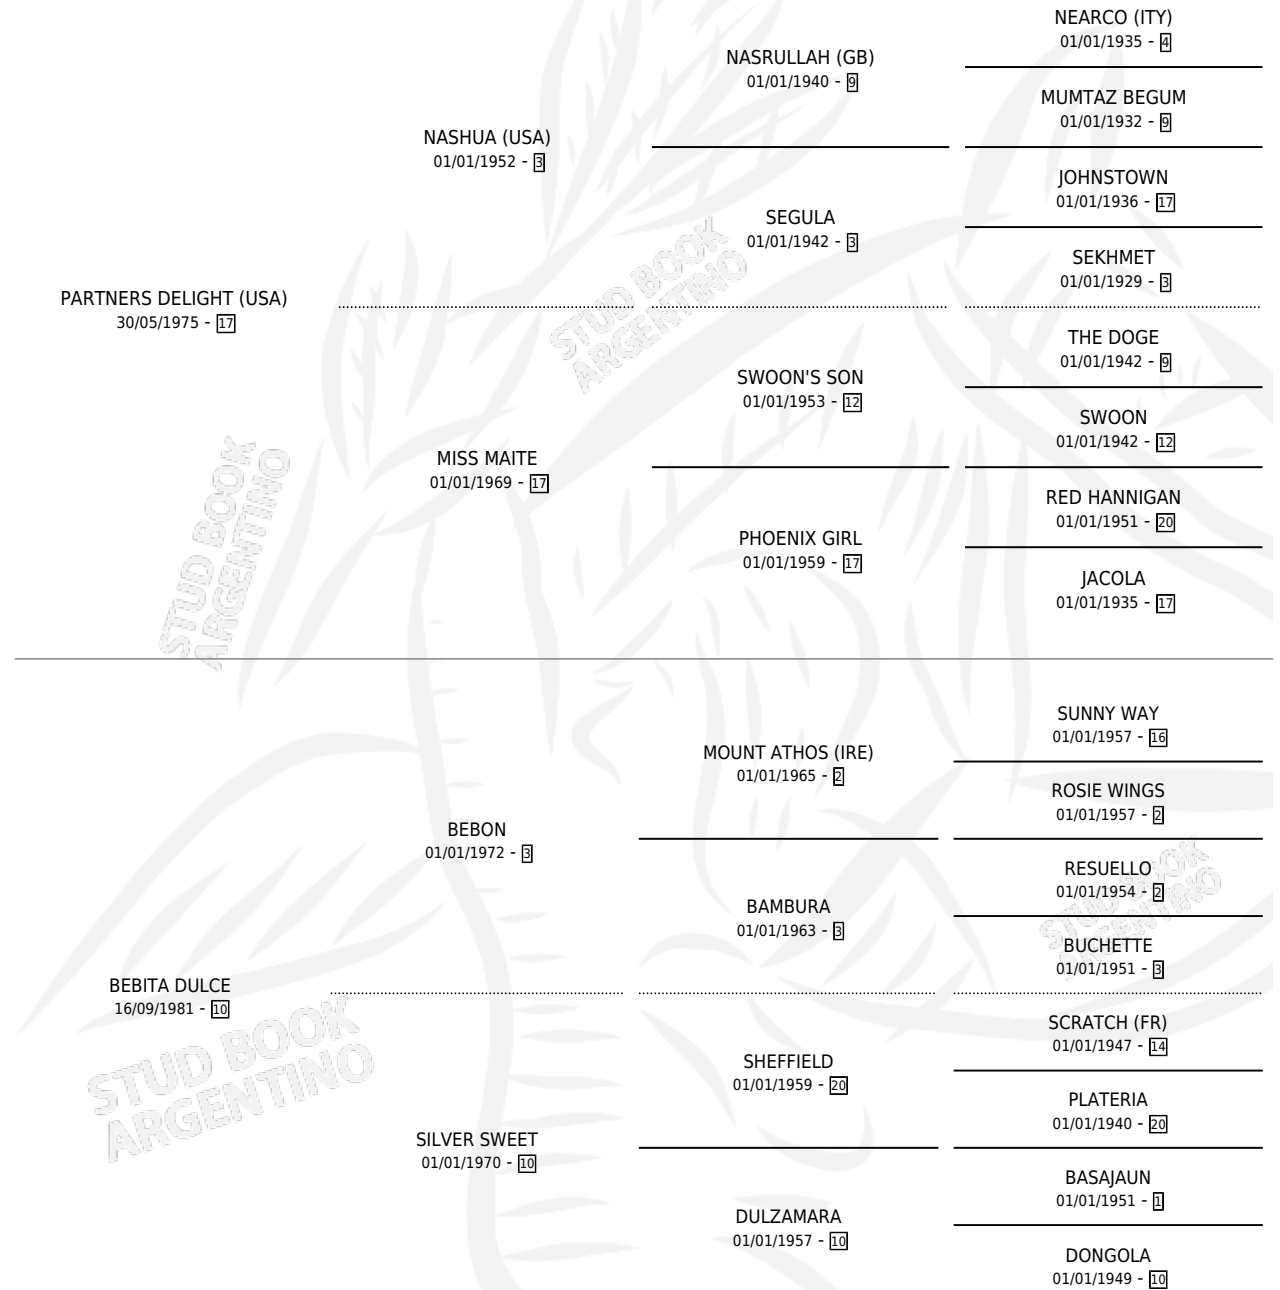 NEARCO (ITY)
01/01/1935 - 4
NASRULLAH (GB)
01/01/1940 - 9
MUMTAZ BEGUM
01/01/1932 - 9
NASHUA (USA)
01/01/1952 - 3
JOHNSTOWN
01/01/1936 - 17
SEGULA
01/01/1942 - 3
SEKHMET
01/01/1929 - 3
PARTNERS DELIGHT (USA)
30/05/1975 - 17
THE DOGE
01/01/1942 - 9
SWOON'S SON
01/01/1953 - 12
SWOON
01/01/1942 - 12
MISS MAITE
01/01/1969 - 17
RED HANNIGAN
01/01/1951 - 20
PHOENIX GIRL
01/01/1959 - 17
JACOLA
01/01/1935 - 17
SUNNY WAY
01/01/1957 - 16
MOUNT ATHOS (IRE)
01/01/1965 - 2
ROSIE WINGS
01/01/1957 - 2
BEBON
01/01/1972 - 3
RESUELLO
01/01/1954 - 2
BAMBURA
01/01/1963 - 3
BUCHETTE
01/01/1951 - 3
BEBITA DULCE
16/09/1981 - 10
SCRATCH (FR)
01/01/1947 - 14
SHEFFIELD
01/01/1959 - 20
PLATERIA
01/01/1940 - 20
SILVER SWEET
01/01/1970 - 10
BASAJAUN
01/01/1951 - 1
DULZAMARA
01/01/1957 - 10
DONGOLA
01/01/1949 - 10
STUD BOOK
ARGENTINO
STUD BOOK
ARGENTINO
STUD BOOK
ARGENTINO
STUD BOOK
ARGENTINO